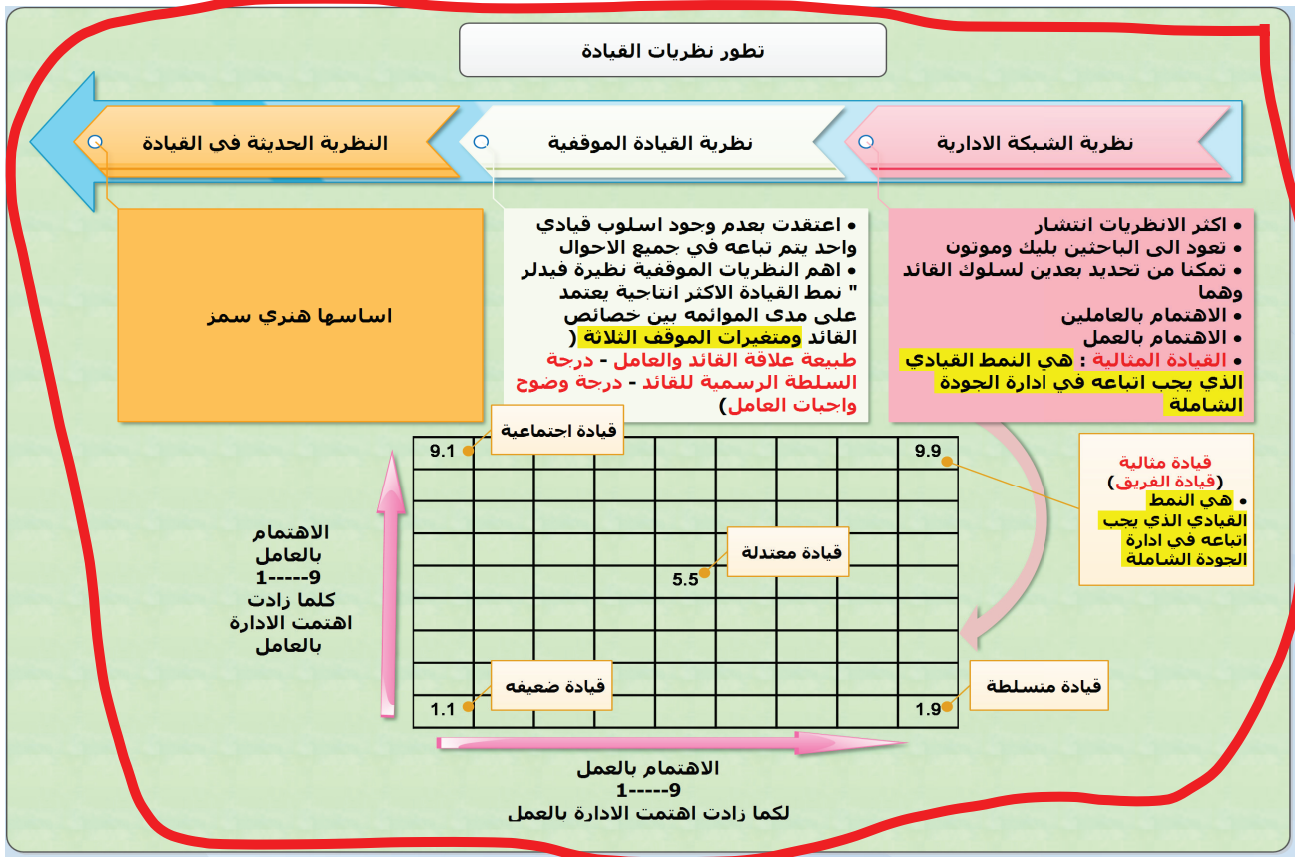 تطور نظريات القيادة
نظرية الشبكة الادارية
نظرية القيادة الموقفية
النظرية الحديثة في القيادة
• اكثر الانظريات انتشار
• تعود الى الباحثين بليك وموتون
• تمكنا من تحديد بعدين لسلوك القائد
وهما
• الاهتمام بالعاملين
• الاهتمام بالعمل
• القيادة المثالية : هي النمط القيادي
الذي يجب اتباعه في ادارة الجودة
الشاملة
• اعتقدت بعدم وجود اسلوب قيادي
واحد يتم تباعه في جميع الاحوال
• اهم النظريات الموقفية نظيرة فيدلر
" نمط القيادة الاكثر انتاجية يعتمد
على مدى الموائمه بين خصائص
القائد ومتغيرات الموقف الثلاثة (
طبيعة علاقة القائد والعامل - درجة
السلطة الرسمية للقائد - درجة وضوح
واجبات العامل)
اساسها هنري سمز
قيادة مثالية
(قيادة الفريق)
• هي النمط
القيادي الذي يجب
اتباعه في ادارة
الجودة الشاملة
9.9
قيادة اجتماعية
9.1
قيادة معتدلة
5.5
قيادة متسلطة
1.9
قيادة ضعيفه
1.1
الاهتمام
بالعامل
1-----9
كلما زادت
اهتمت الادارة
بالعامل
الاهتمام بالعمل
1-----9
لكما زادت اهتمت الادارة بالعمل